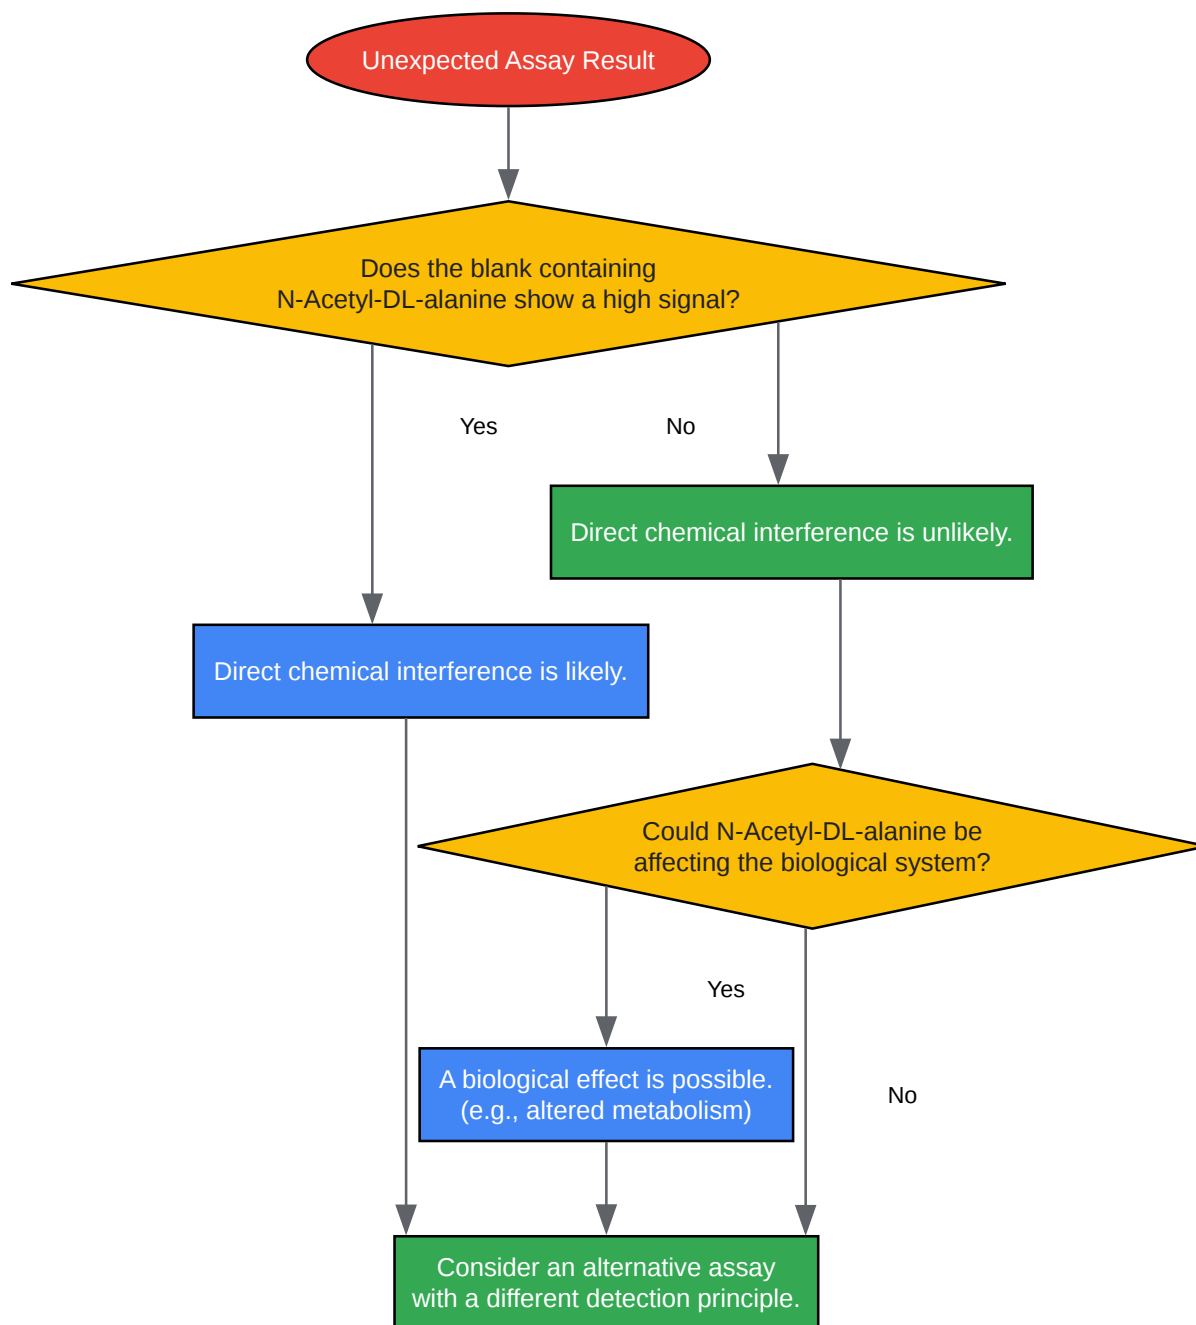 Unexpected Assay Result
Does the blank containing
N-Acetyl-DL-alanine show a high signal?
Yes
No
Direct chemical interference is unlikely.
Direct chemical interference is likely.
Could N-Acetyl-DL-alanine be
affecting the biological system?
Yes
A biological effect is possible.
(e.g., altered metabolism)
No
Consider an alternative assay
with a different detection principle.